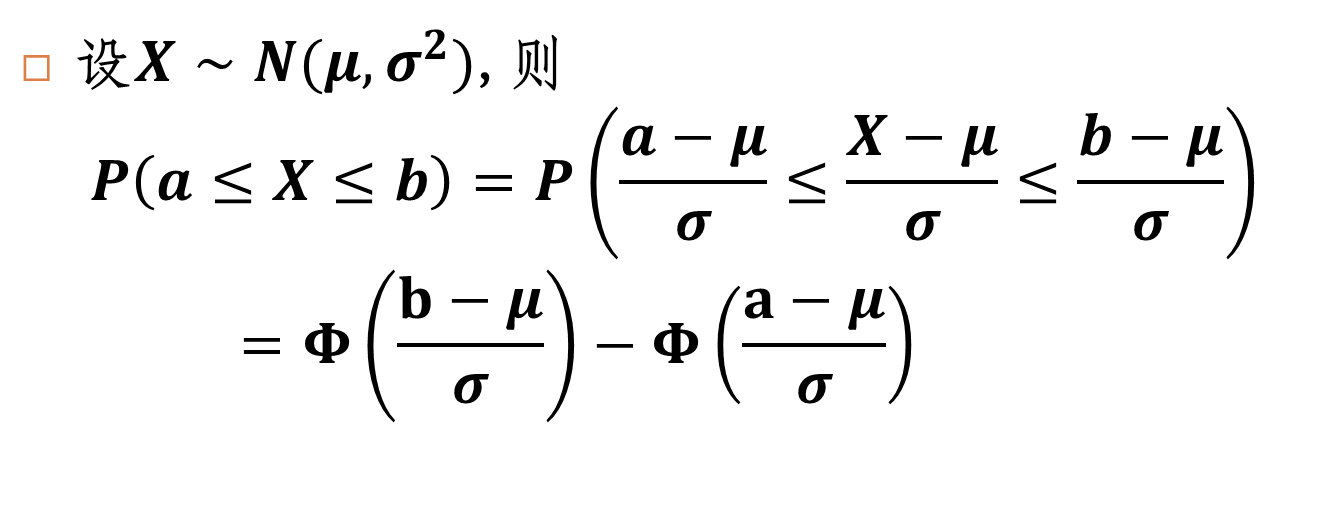 设X ~ N(μ, σ²), 则
P(a ≤ X ≤ b) = P((a − μ)/σ ≤ (X − μ)/σ ≤ (b − μ)/σ)
= Φ((b − μ)/σ) − Φ((a − μ)/σ)